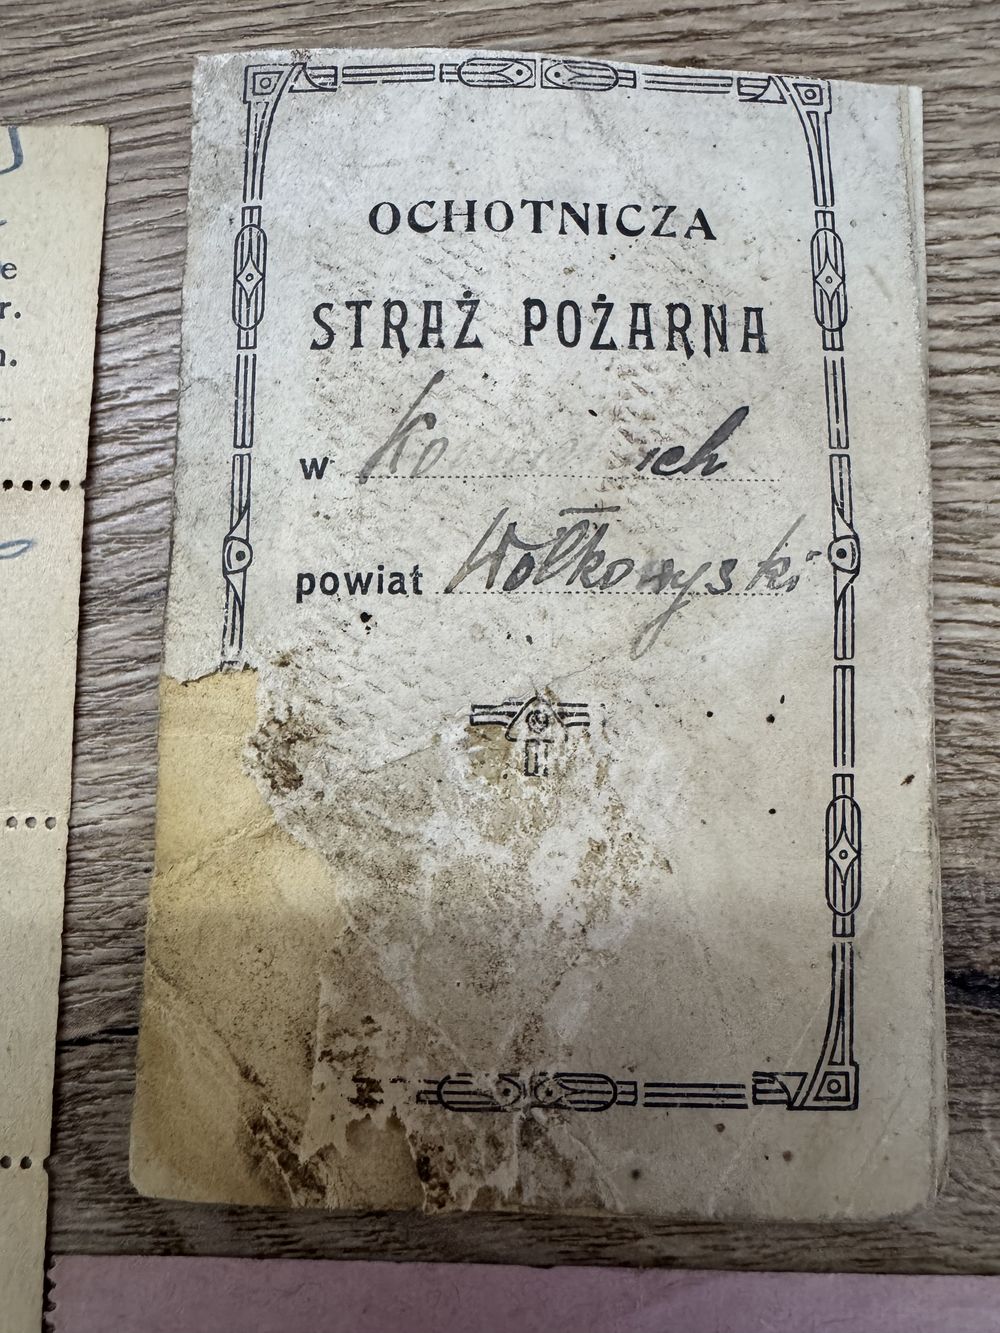 e
r.
OCHOTNICZA
STRAŻ POŻARNA
w
powiat Wołkowyski